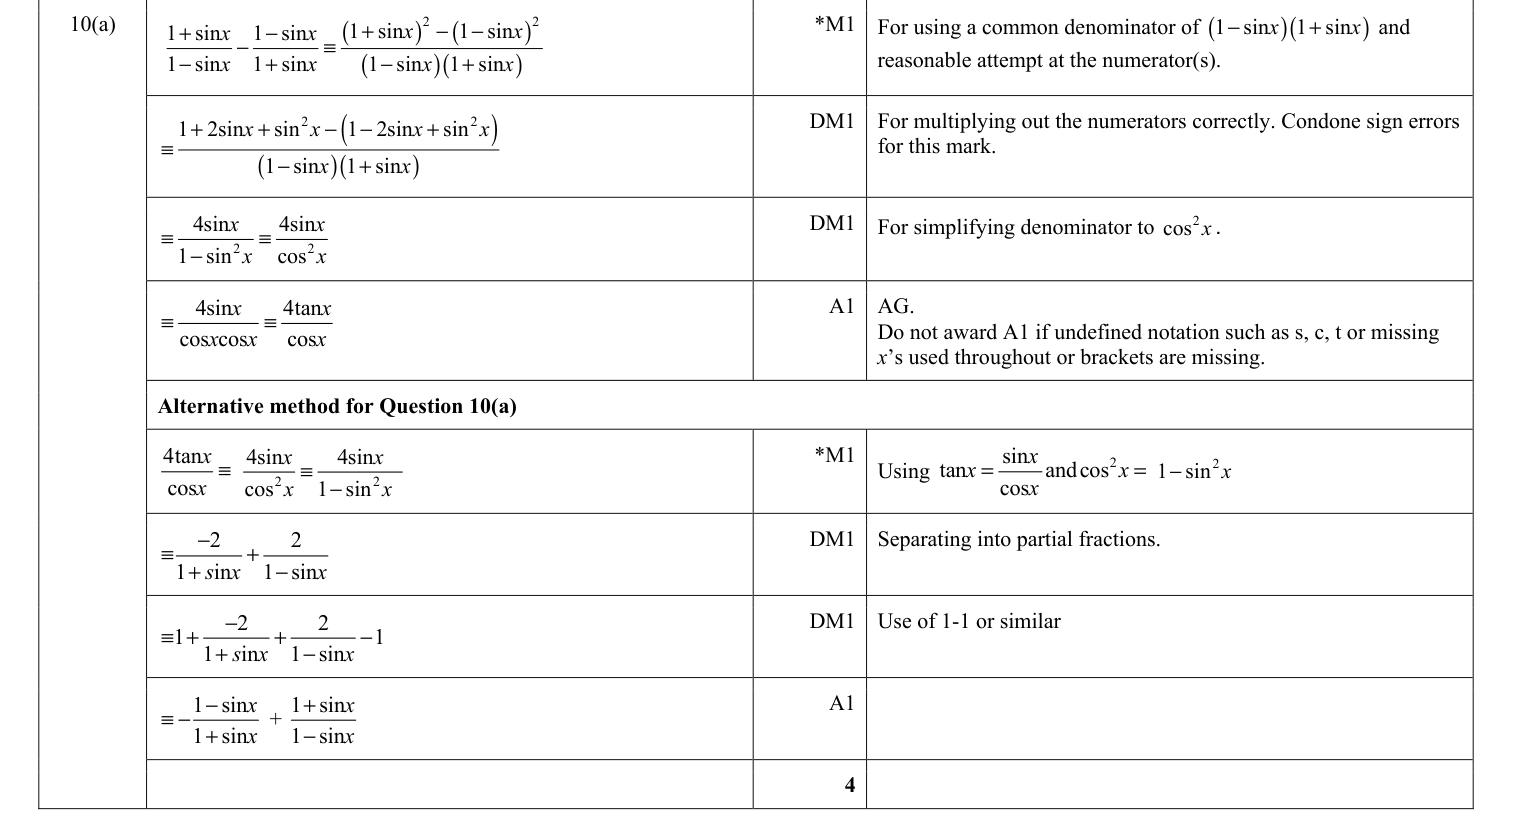 10(a)
(1+sinx)/(1−sinx) − (1−sinx)/(1+sinx) ≡ ((1+sinx)² −(1−sinx)²)/((1−sinx)(1+sinx))
*M1
For using a common denominator of (1−sinx)(1+sinx) and
reasonable attempt at the numerator(s).
≡ (1+2sinx+sin²x−(1−2sinx+sin²x))/((1−sinx)(1+sinx))
DM1
For multiplying out the numerators correctly. Condone sign errors
for this mark.
≡ 4sinx/(1−sin²x) ≡ 4sinx/cos²x
DM1
For simplifying denominator to cos²x.
≡ 4sinx/cosxcosx ≡ 4tanx/cosx
A1
AG.
Do not award A1 if undefined notation such as s, c, t or missing
x’s used throughout or brackets are missing.
Alternative method for Question 10(a)
4tanx/cosx ≡ 4sinx/cos²x ≡ 4sinx/(1−sin²x)
*M1
Using tanx = sinx/cosx and cos²x = 1−sin²x
≡ −2/(1+sinx) + 2/(1−sinx)
DM1
Separating into partial fractions.
≡1+ −2/(1+sinx) + 2/(1−sinx) −1
DM1
Use of 1-1 or similar
≡ − (1−sinx)/(1+sinx) + (1+sinx)/(1−sinx)
A1
4